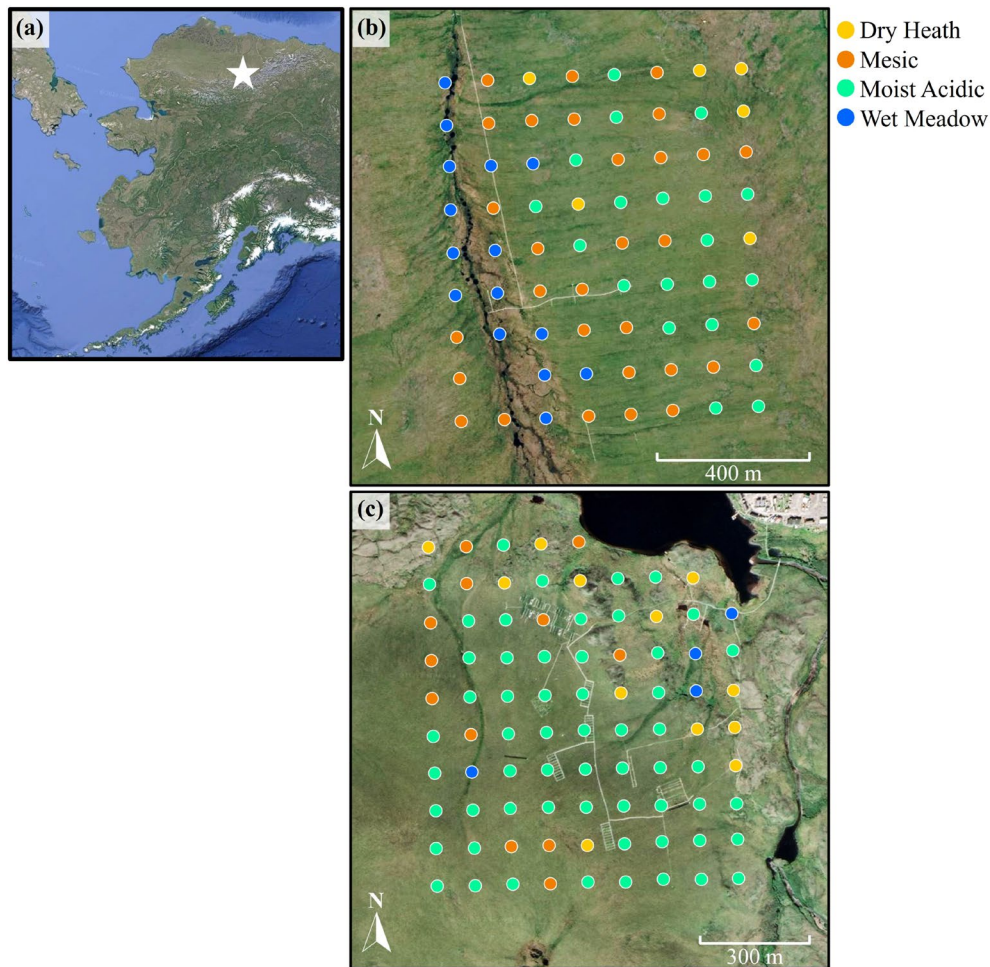 (a)
(b)
Dry Heath
Mesic
Moist Acidic
Wet Meadow
N
400 m
(c)
N
300 m